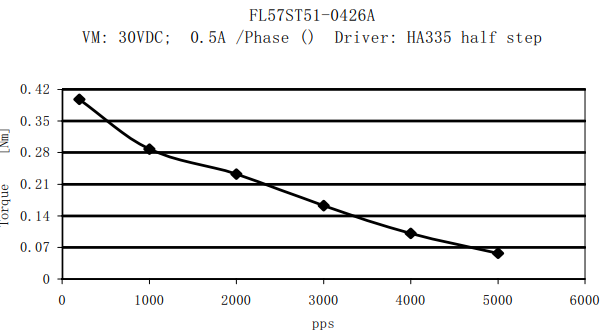 FL57ST51-0426A
VM: 30VDC;  0.5A /Phase ()  Driver: HA335 half step
0.42
0.35
0.28
0.21
0.14
0.07
0
Torque [Nm]
0 1000 2000 3000 4000 5000 6000
pps